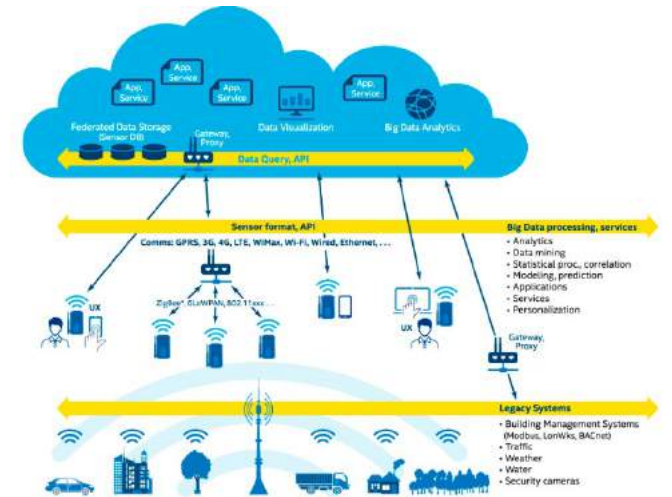 App,
Service
App,
Service
App,
Service
App,
Service
Federated Data Storage
(Sensor DB)
Gateway,
Proxy
Data Visualization
Big Data Analytics
Data Query, API
Sensor format, API
Big Data processing, services
Comms: GPRS, 3G, 4G, LTE, WiMax, Wi-Fi, Wired, Ethernet, ...
• Analytics
• Data mining
• Statistical proc., correlation
• Modeling, prediction
• Applications
• Services
• Personalization
ZigBee*, 6LoWPAN, 802.11xxx ...
UX
UX
Gateway,
Proxy
Legacy Systems
• Building Management Systems
(Modbus, LonWks, BACnet)
• Traffic
• Weather
• Water
• Security cameras